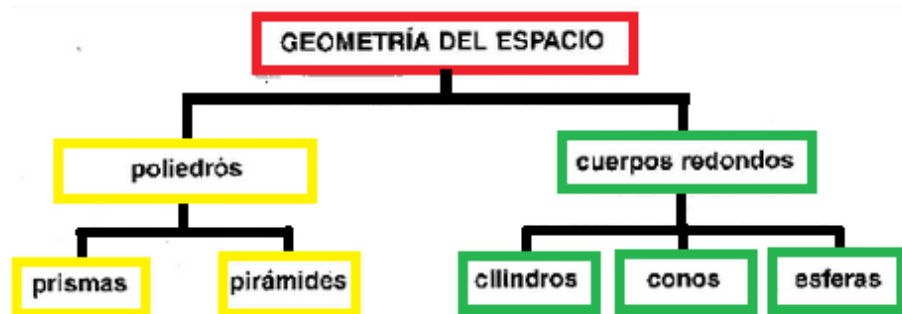 GEOMETRÍA DEL ESPACIO
poliedrós
cuerpos redondos
prismas
pirámides
cilindros
conos
esferas